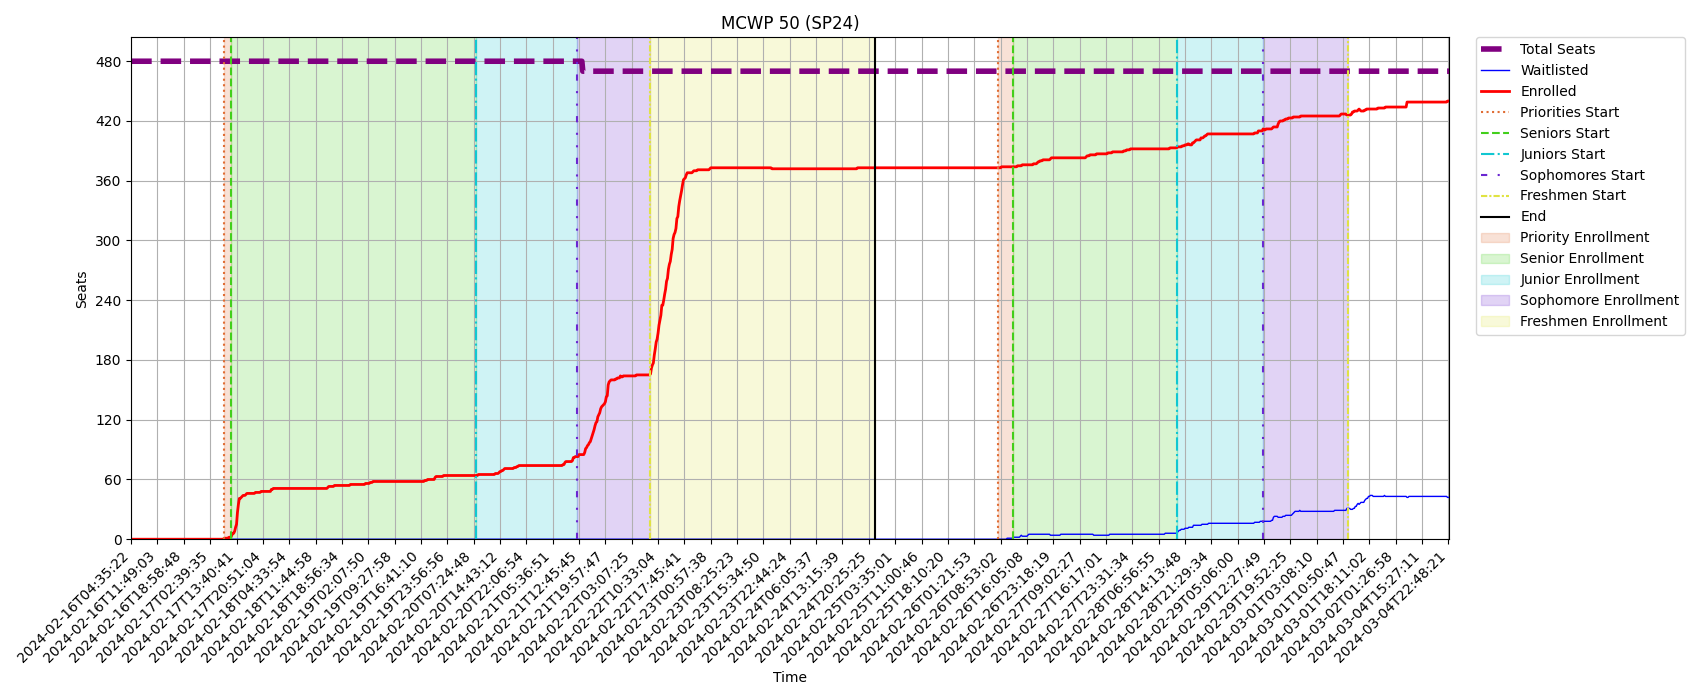 MCWP 50 (SP24)
Seats
480
420
360
300
240
180
120
60
0
2024-02-16T04:35:22
2024-02-16T11:49:03
2024-02-16T18:58:48
2024-02-17T02:39:35
2024-02-17T13:40:41
2024-02-17T20:51:04
2024-02-18T04:33:54
2024-02-18T11:44:58
2024-02-18T18:56:34
2024-02-19T02:07:50
2024-02-19T09:27:58
2024-02-19T16:41:10
2024-02-19T23:56:56
2024-02-20T07:24:48
2024-02-20T14:43:12
2024-02-20T22:06:54
2024-02-21T05:36:51
2024-02-21T12:45:45
2024-02-21T19:57:47
2024-02-22T03:07:25
2024-02-22T10:33:04
2024-02-22T17:45:41
2024-02-23T00:57:38
2024-02-23T08:25:23
2024-02-23T15:34:50
2024-02-23T22:44:24
2024-02-24T06:05:37
2024-02-24T13:15:39
2024-02-24T20:25:25
2024-02-25T03:35:01
2024-02-25T11:00:46
2024-02-25T18:10:20
2024-02-26T01:21:53
2024-02-26T08:53:02
2024-02-26T16:05:08
2024-02-26T23:18:19
2024-02-27T09:02:27
2024-02-27T16:17:01
2024-02-27T23:31:34
2024-02-28T06:56:55
2024-02-28T14:13:48
2024-02-28T21:29:34
2024-02-29T05:06:00
2024-02-29T12:27:49
2024-02-29T19:52:25
2024-03-01T03:08:10
2024-03-01T10:50:47
2024-03-01T18:11:02
2024-03-02T01:26:58
2024-03-04T15:27:11
2024-03-04T22:48:21
Time
Total Seats
Waitlisted
Enrolled
Priorities Start
Seniors Start
Juniors Start
Sophomores Start
Freshmen Start
End
Priority Enrollment
Senior Enrollment
Junior Enrollment
Sophomore Enrollment
Freshmen Enrollment